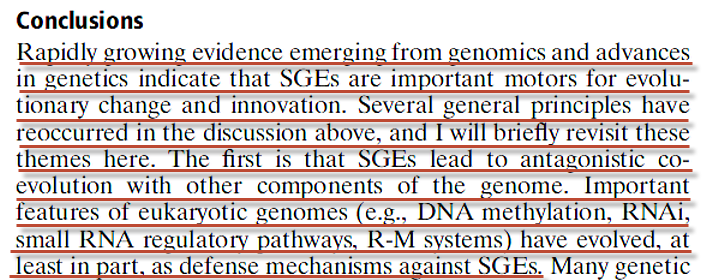 Conclusions
Rapidly growing evidence emerging from genomics and advances
in genetics indicate that SGEs are important motors for evolu-
tionary change and innovation. Several general principles have
reoccurred in the discussion above, and I will briefly revisit these
themes here. The first is that SGEs lead to antagonistic co-
evolution with other components of the genome. Important
features of eukaryotic genomes (e.g., DNA methylation, RNAi,
small RNA regulatory pathways, R-M systems) have evolved, at
least in part, as defense mechanisms against SGEs. Many genetic